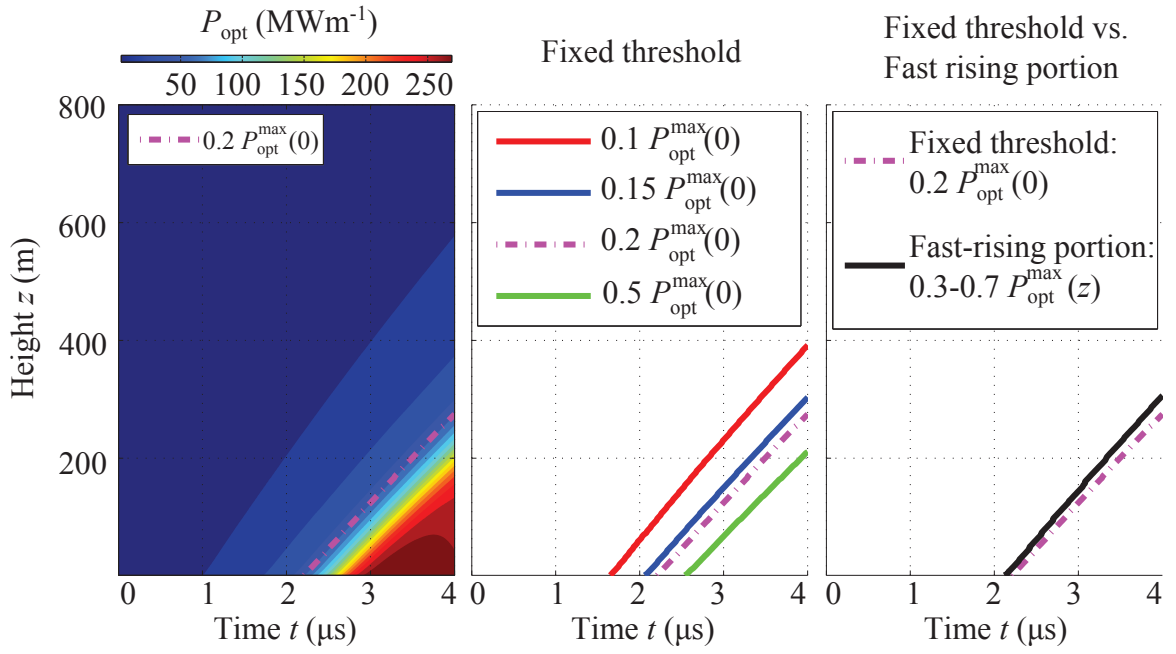 P_opt (MWm⁻¹)
50 100 150 200 250
0.2 P_opt^max(0)
800
600
400
200
Height z (m)
0 1 2 3 4
Time t (μs)
Fixed threshold
0.1 P_opt^max(0)
0.15 P_opt^max(0)
0.2 P_opt^max(0)
0.5 P_opt^max(0)
0 1 2 3 4
Time t (μs)
Fixed threshold vs.
Fast rising portion
Fixed threshold:
0.2 P_opt^max(0)
Fast-rising portion:
0.3-0.7 P_opt^max(z)
0 1 2 3 4
Time t (μs)